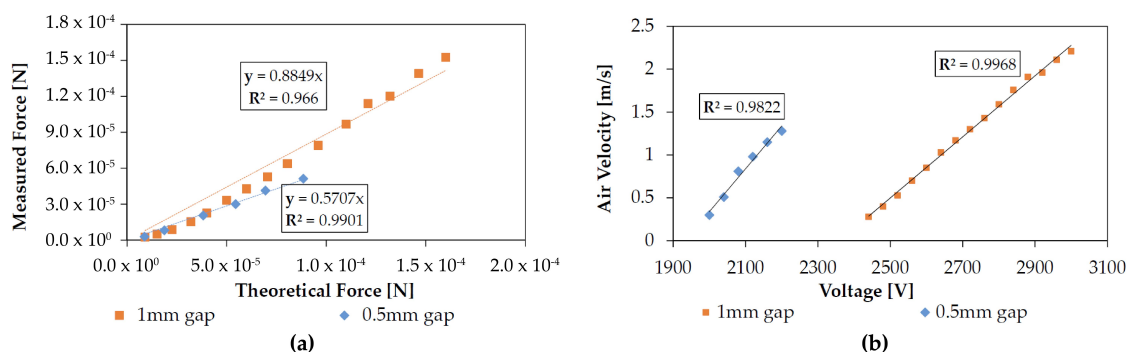 1.8 x 10⁻⁴
1.5 x 10⁻⁴
1.2 x 10⁻⁴
9.0 x 10⁻⁵
6.0 x 10⁻⁵
3.0 x 10⁻⁵
0.0 x 10⁰
Measured Force [N]
y = 0.8849x
R² = 0.966
y = 0.5707x
R² = 0.9901
0.0 x 10⁰ 5.0 x 10⁻⁵ 1.0 x 10⁻⁴ 1.5 x 10⁻⁴ 2.0 x 10⁻⁴
Theoretical Force [N]
1mm gap 0.5mm gap
(a)
2.5
2
1.5
1
0.5
0
Air Velocity [m/s]
R² = 0.9968
R² = 0.9822
1900 2100 2300 2500 2700 2900 3100
Voltage [V]
1mm gap 0.5mm gap
(b)